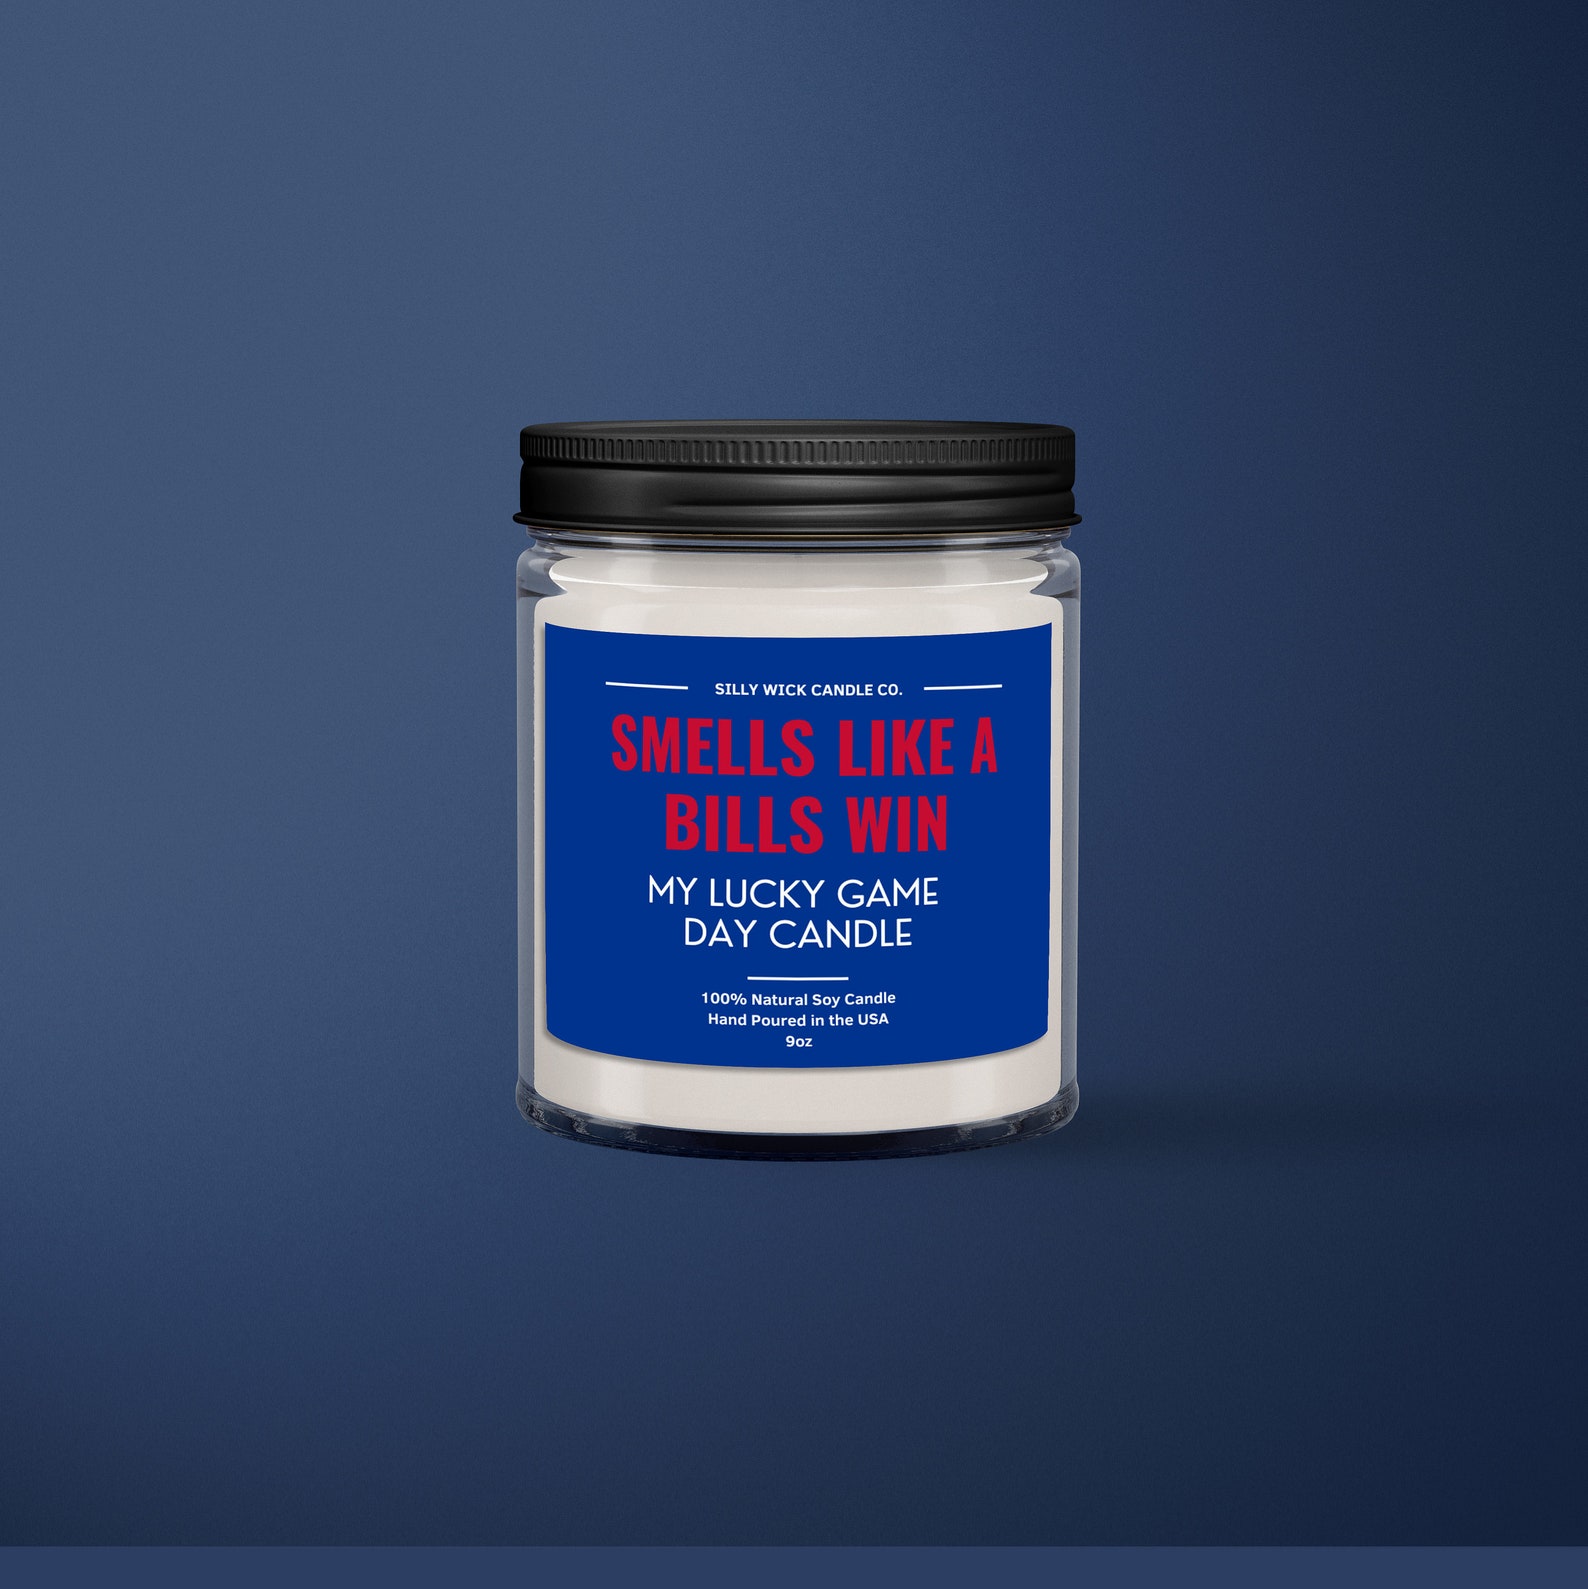 SILLY WICK CANDLE CO.
SMELLS LIKE A
BILLS WIN
MY LUCKY GAME
DAY CANDLE
100% Natural Soy Candle
Hand Poured in the USA
9oz